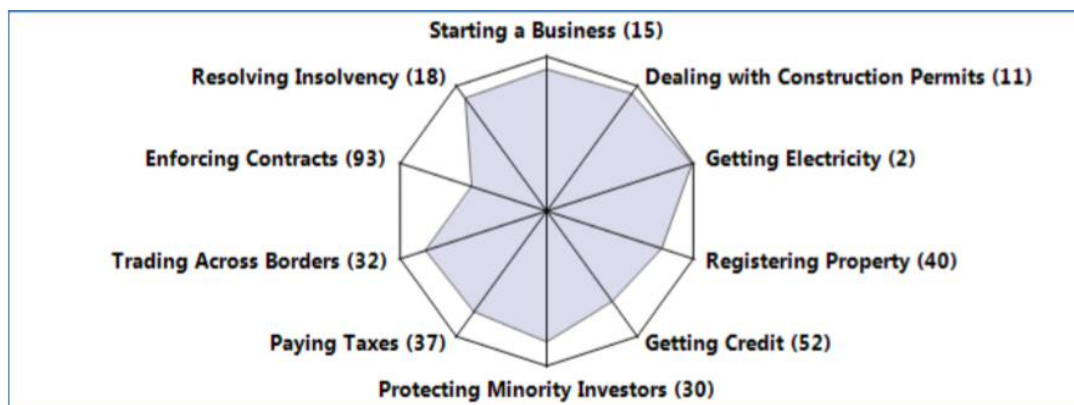 Starting a Business (15)
Resolving Insolvency (18)
Dealing with Construction Permits (11)
Enforcing Contracts (93)
Getting Electricity (2)
Trading Across Borders (32)
Registering Property (40)
Paying Taxes (37)
Getting Credit (52)
Protecting Minority Investors (30)